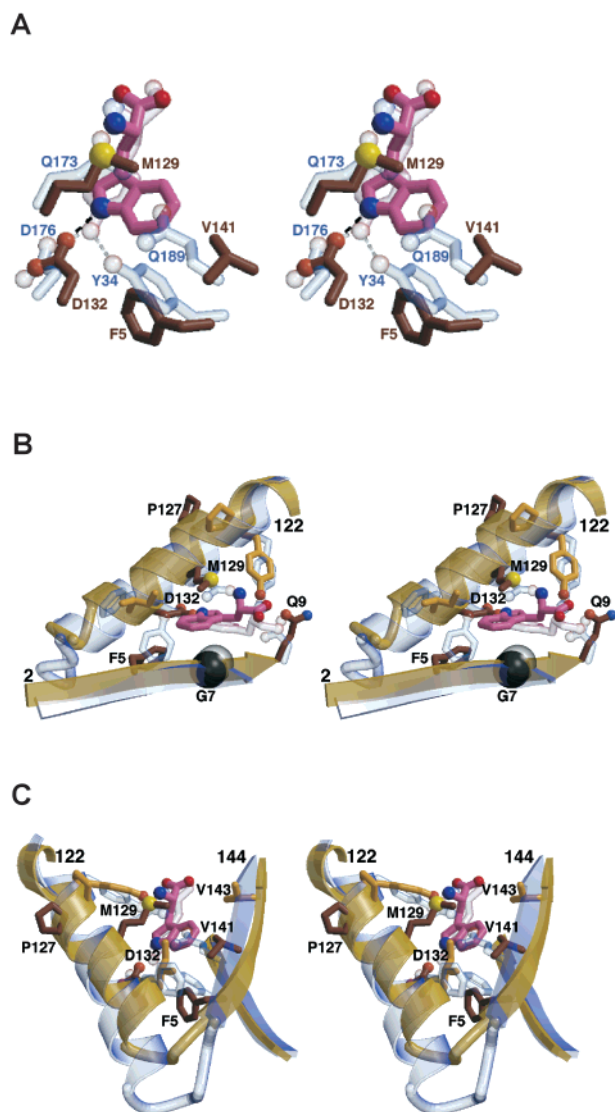 A
Q173 M129 Q173 M129
D176 V141 D176 V141
Q189 Q189
Y34 Y34
D132 D132
F5 F5
B
P127 122 P127 122
M129 M129
D132 Q9 D132 Q9
F5 F5
2 2
G7 G7
C
122 144 122 144
V143 V143
M129 M129
P127 V141 P127 V141
D132 D132
F5 F5